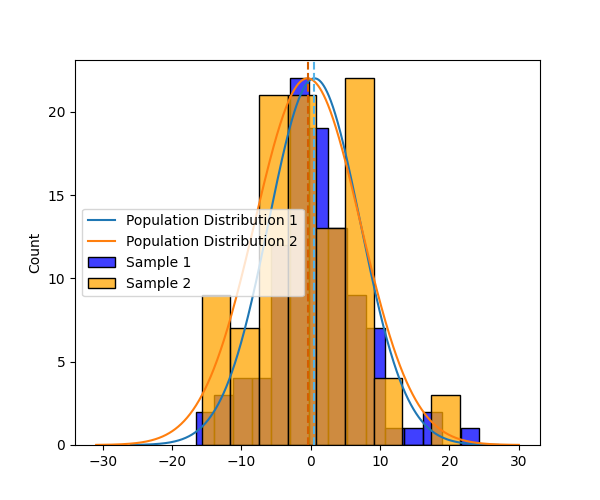 20
15
10
5
0
Count
Population Distribution 1
Population Distribution 2
Sample 1
Sample 2
−30 −20 −10 0 10 20 30